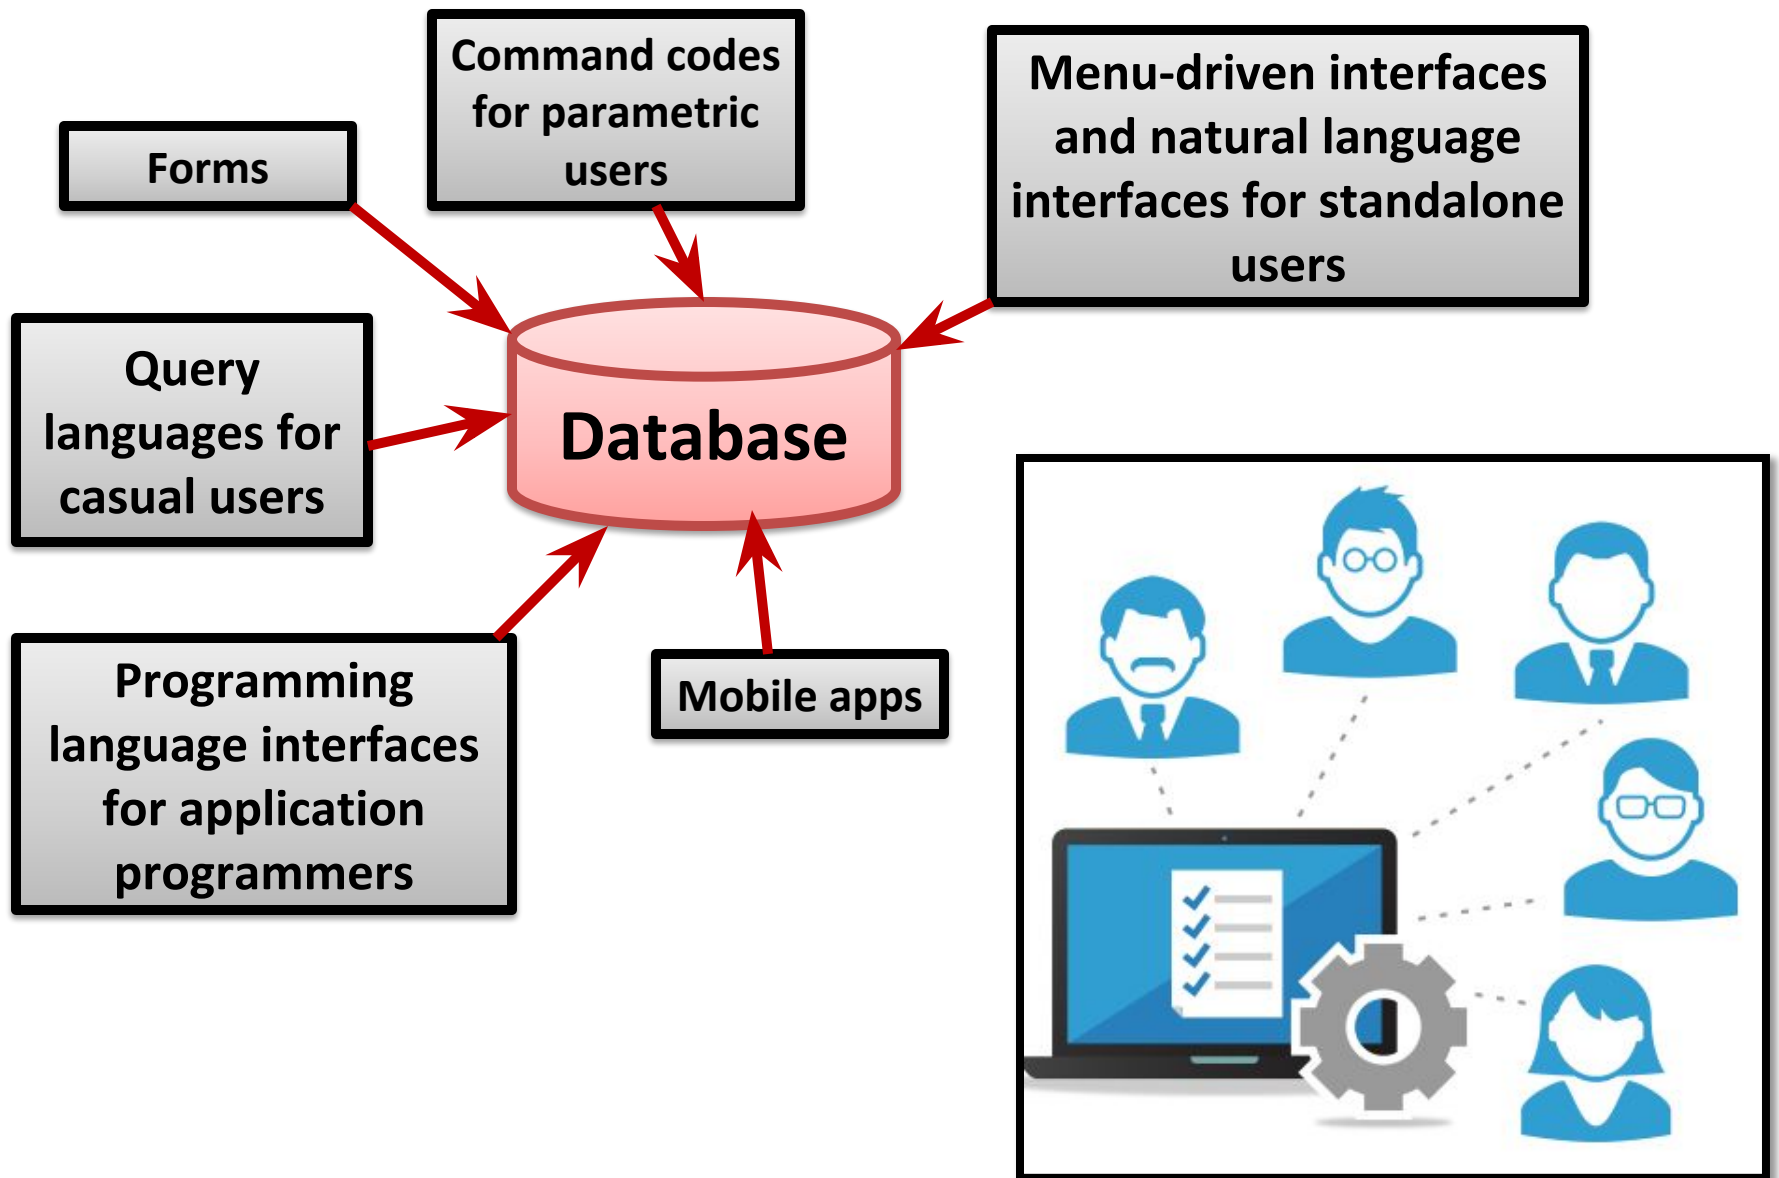 Command codes
for parametric
users
Menu-driven interfaces
and natural language
interfaces for standalone
users
Forms
Query
languages for
casual users
Database
Programming
language interfaces
for application
programmers
Mobile apps